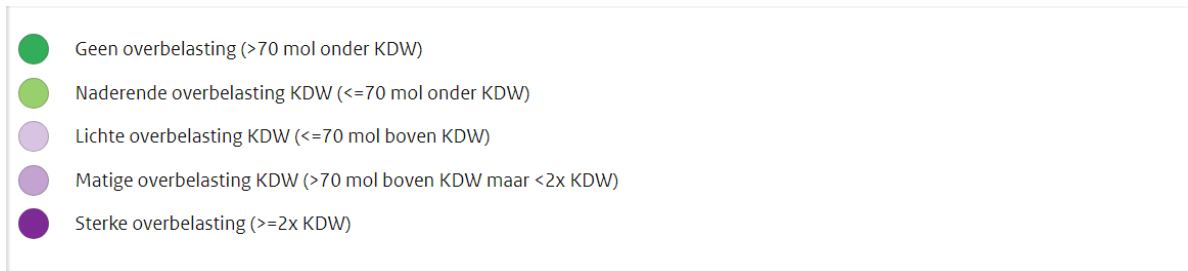 Geen overbelasting (>70 mol onder KDW)
Naderende overbelasting KDW (<=70 mol onder KDW)
Lichte overbelasting KDW (<=70 mol boven KDW)
Matige overbelasting KDW (>70 mol boven KDW maar <2x KDW)
Sterke overbelasting (>=2x KDW)